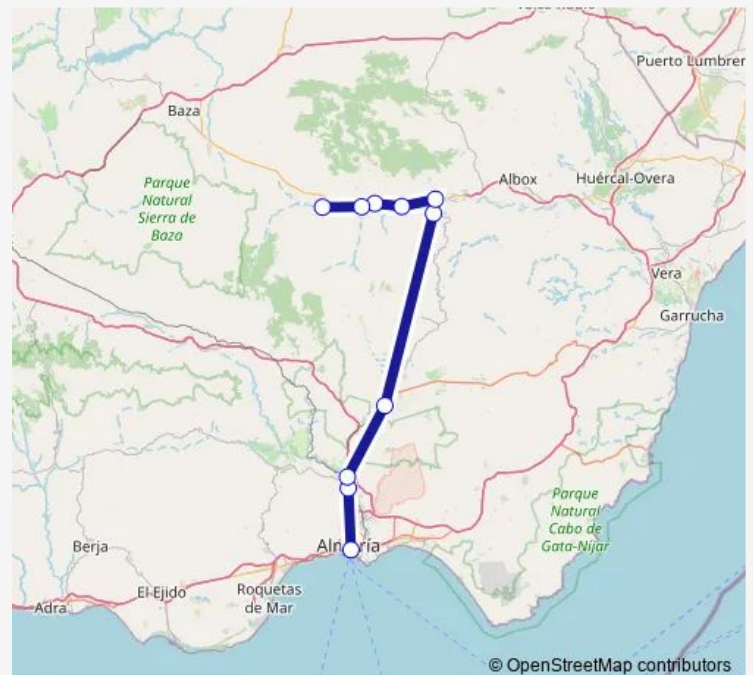 Puerto Lumbrer
Baza
Parque
Natural
Sierra de
Baza
Albox
Huércal-Overa
Vera
Garrucha
Parque
Natural
Cabo de
Gata-Níjar
Almería
Berja
El Ejido
Roquetas
de Mar
Adra
© OpenStreetMap contributors